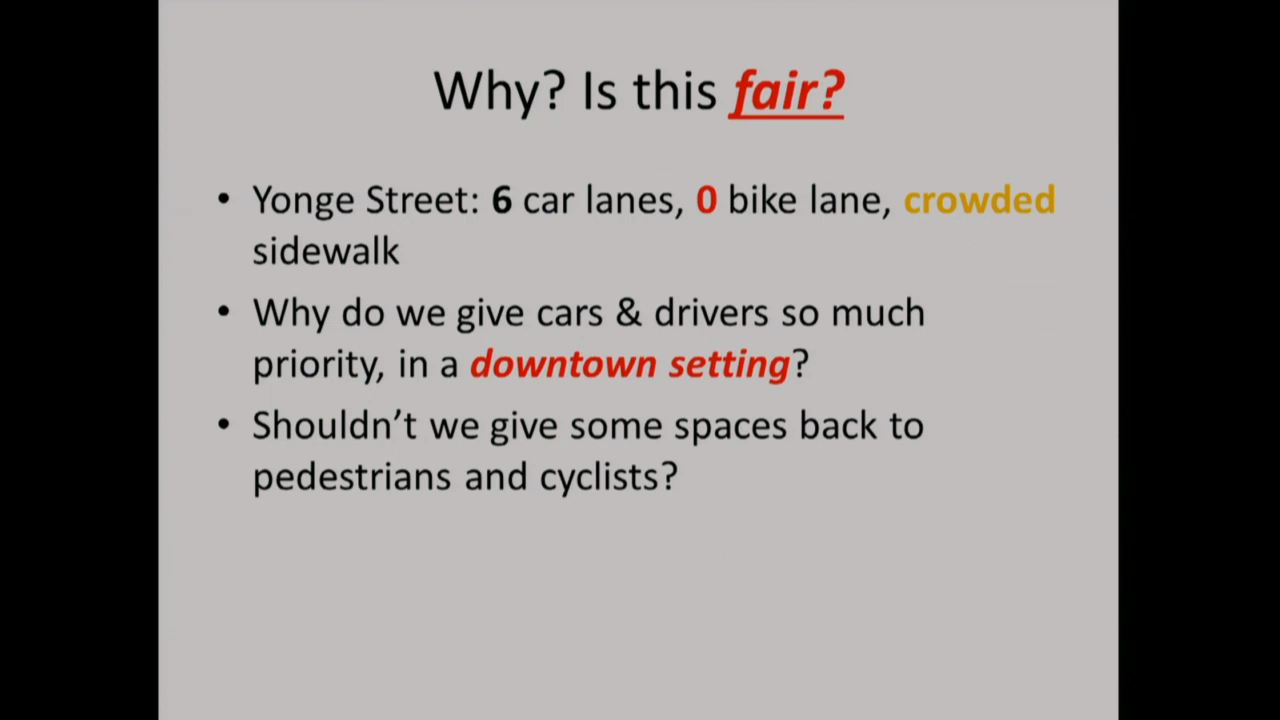 Why? Is this fair?
• Yonge Street: 6 car lanes, 0 bike lane, crowded
sidewalk
• Why do we give cars & drivers so much
priority, in a downtown setting?
• Shouldn’t we give some spaces back to
pedestrians and cyclists?